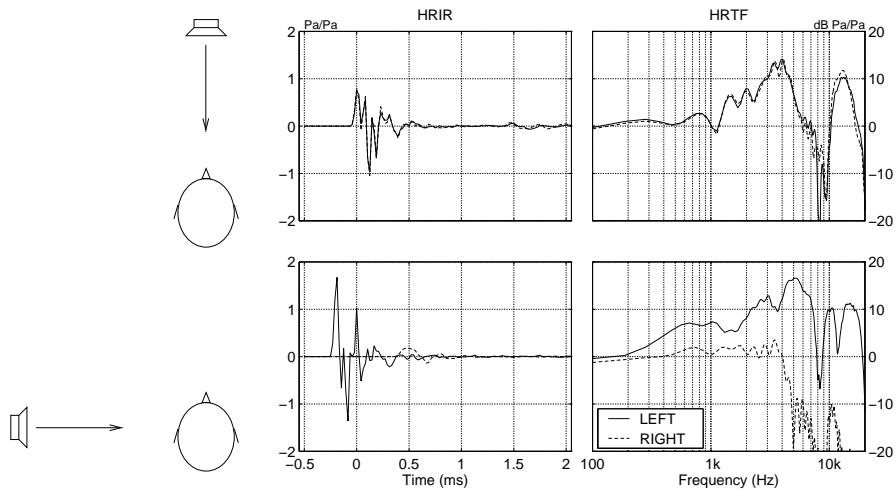 HRIR
HRTF
Pa/Pa
dB Pa/Pa
2
1
0
−1
−2
20
10
0
−10
−20
2
1
0
−1
−2
20
10
0
−10
−20
LEFT
RIGHT
−0.5 0 0.5 1 1.5 2
100 1k 10k
Time (ms)
Frequency (Hz)